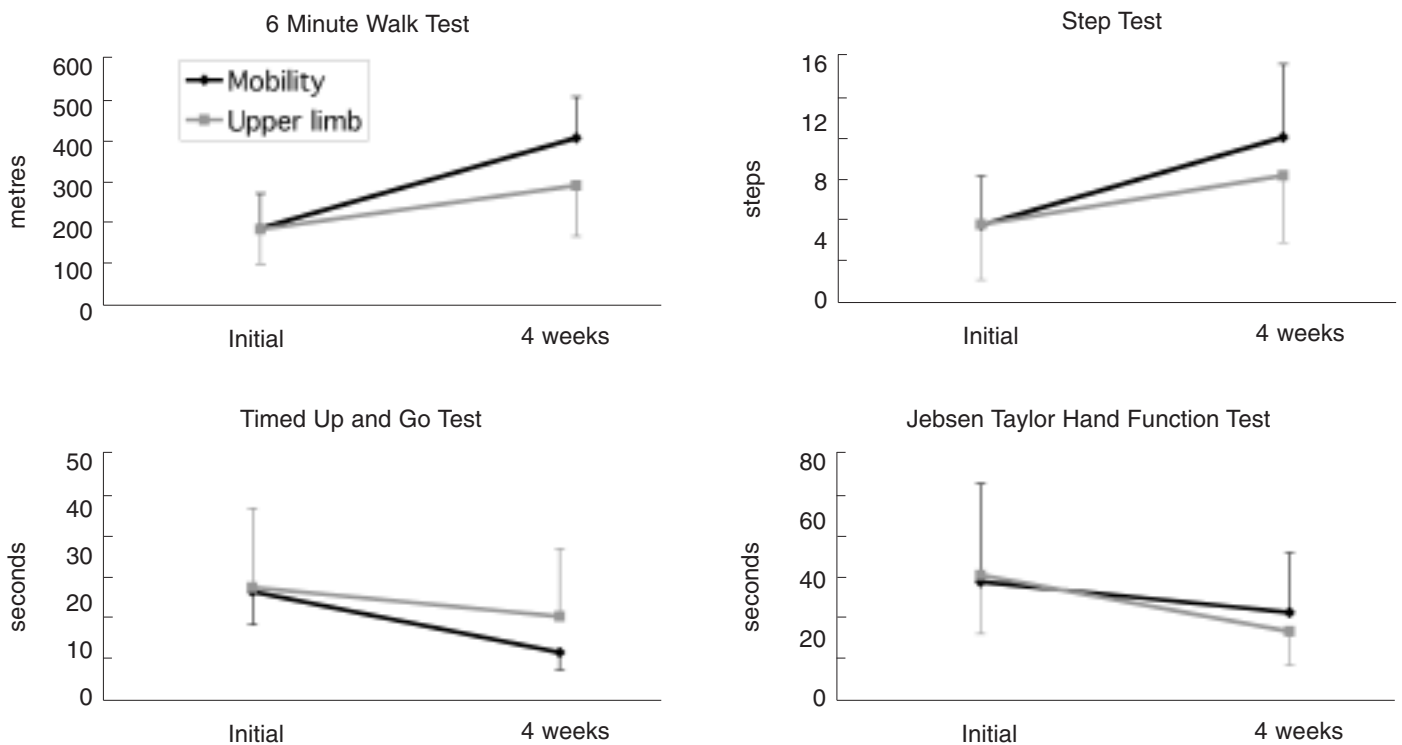 6 Minute Walk Test
600
500
400
300
200
100
0
metres
Mobility
Upper limb
Initial
4 weeks
Step Test
16
12
8
4
0
steps
Initial
4 weeks
Timed Up and Go Test
50
40
30
20
10
0
seconds
Initial
4 weeks
Jebsen Taylor Hand Function Test
80
60
40
20
0
seconds
Initial
4 weeks